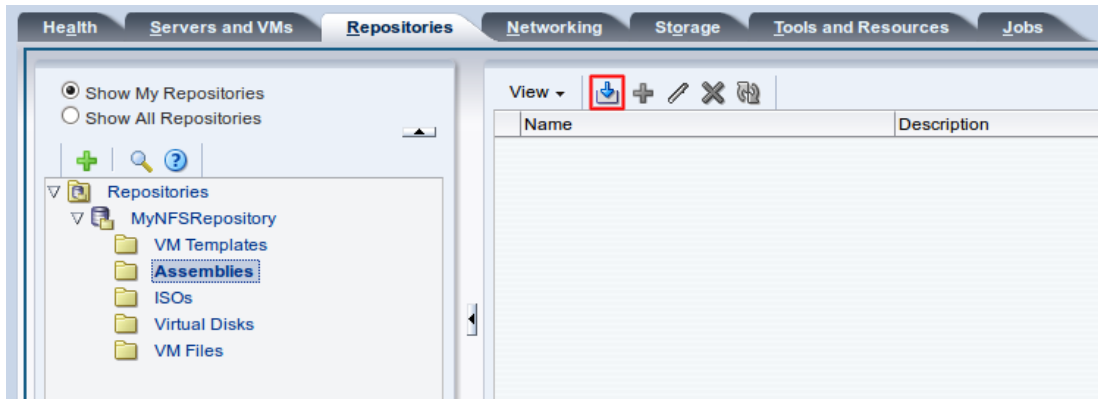 Health Servers and VMs Repositories Networking Storage Tools and Resources Jobs
Show My Repositories
Show All Repositories
View
Name Description
Repositories
MyNFSRepository
VM Templates
Assemblies
ISOs
Virtual Disks
VM Files